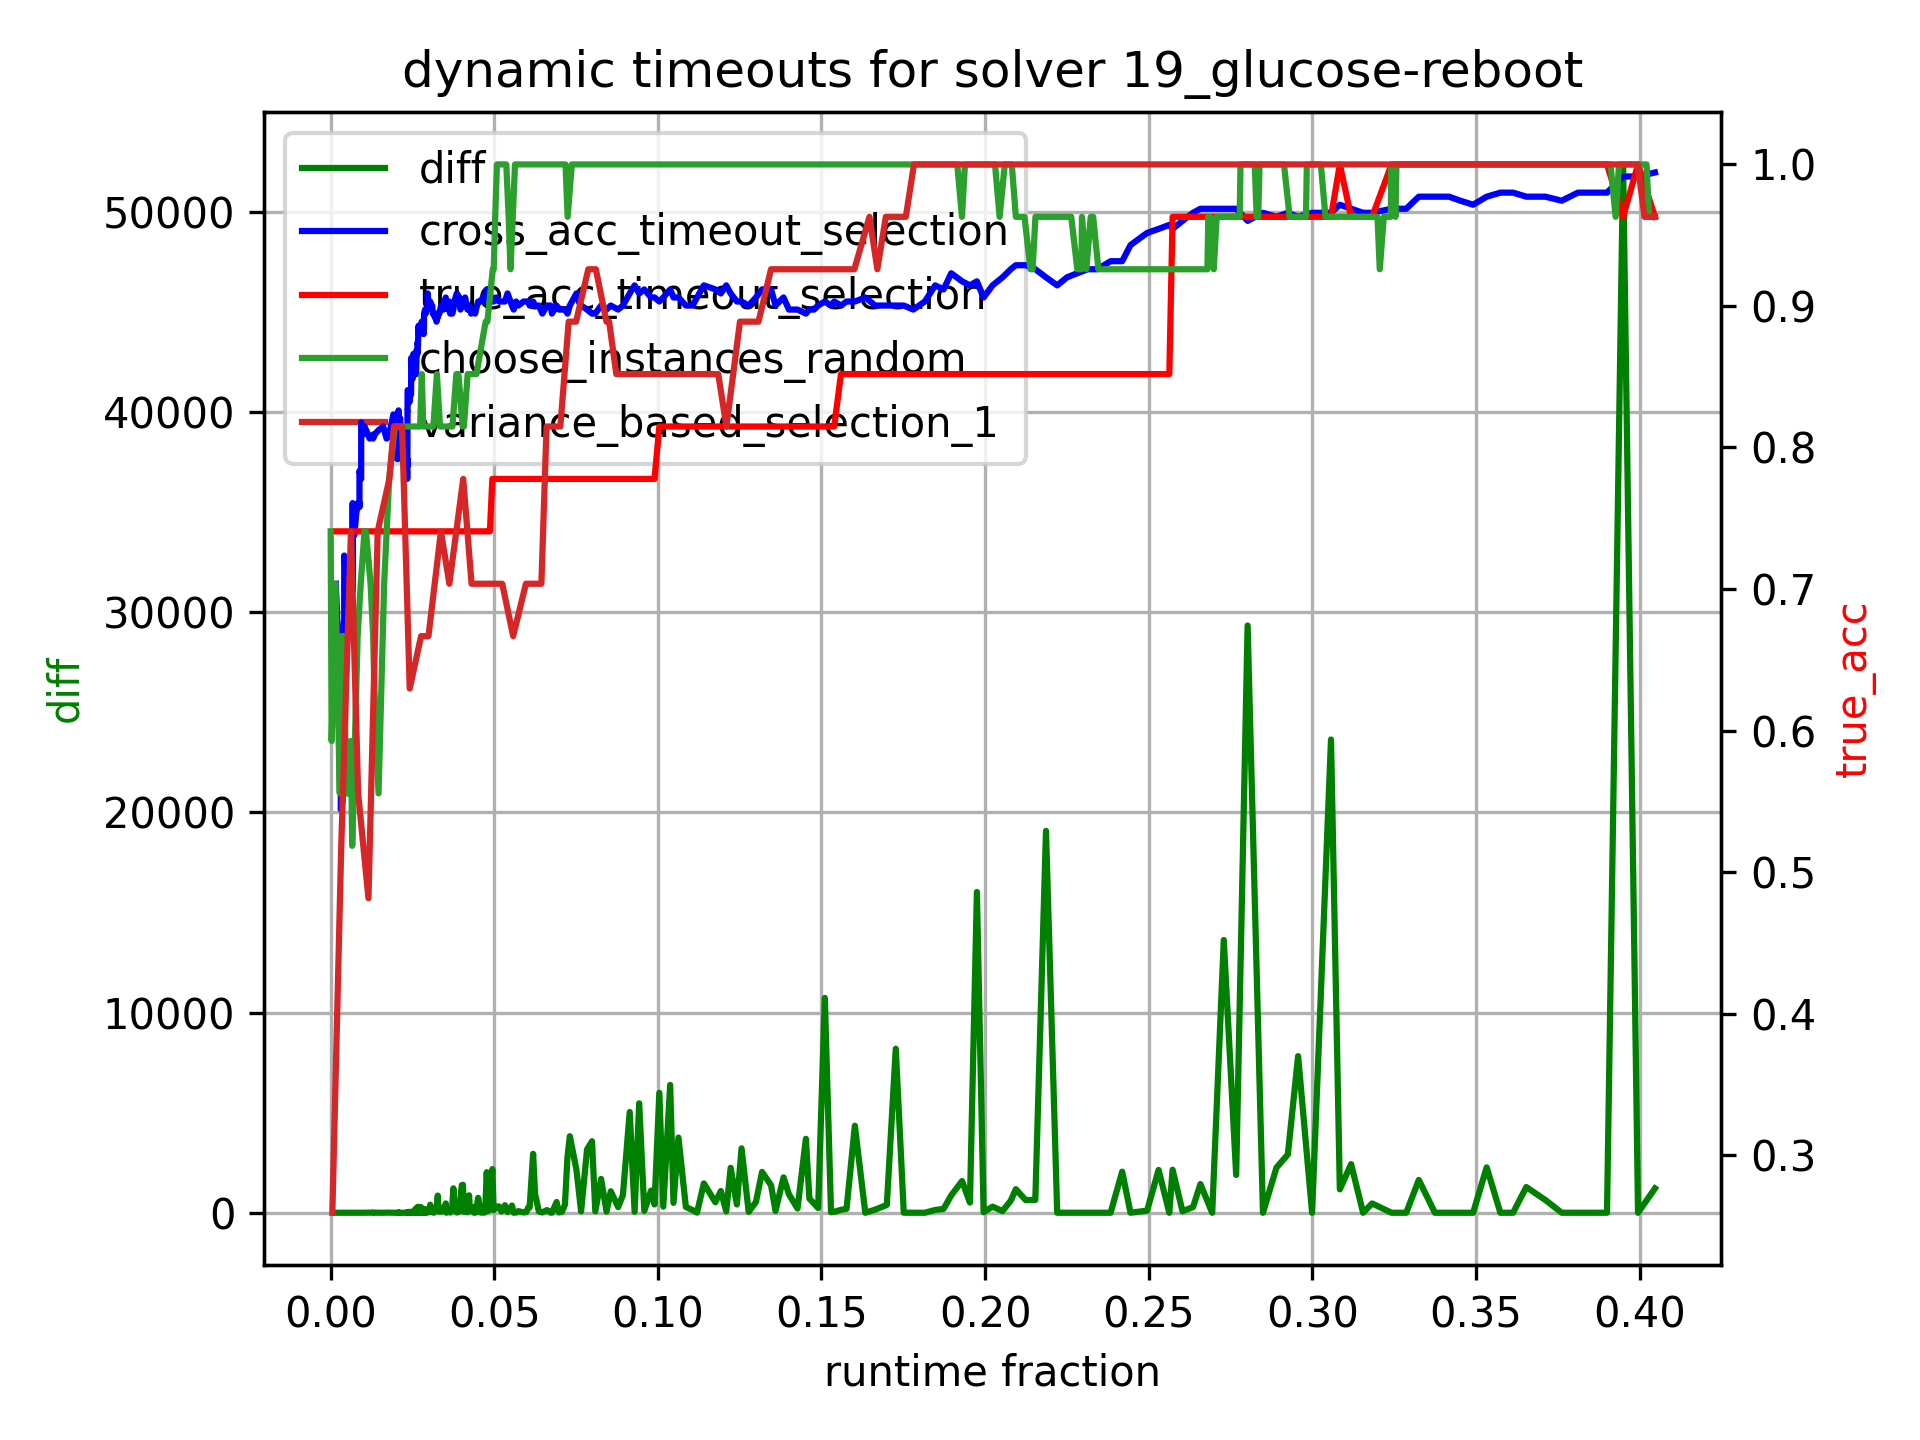 dynamic timeouts for solver 19_glucose-reboot
diff
cross_acc_timeout_selection
true_acc_timeout_selection
choose_instances_random
variance_based_selection_1
50000
40000
30000
20000
10000
0
diff
1.0
0.9
0.8
0.7
0.6
0.5
0.4
0.3
true_acc
0.00 0.05 0.10 0.15 0.20 0.25 0.30 0.35 0.40
runtime fraction